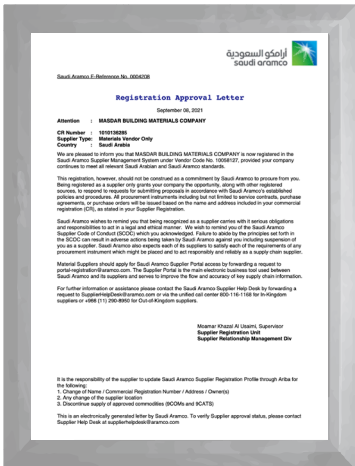 أرامكو السعودية
saudi aramco
Saudi Aramco E-Reference No. 0004208
Registration Approval Letter
September 08, 2021
Attention : MASDAR BUILDING MATERIALS COMPANY
CR Number : 1010138285
Supplier Type: Materials Vendor Only
Country : Saudi Arabia
We are pleased to inform you that MASDAR BUILDING MATERIALS COMPANY is now registered in the
Saudi Aramco Supplier Management System under Vendor Code No. 10058127, provided your company
continues to meet all relevant Saudi Arabian and Saudi Aramco standards.
This registration, however, should not be construed as a commitment by Saudi Aramco to procure from you.
Being registered as a supplier only grants your company the opportunity, along with other registered
sources, to respond to requests for submitting proposals in accordance with Saudi Aramco's established
policies and procedures. All procurement instruments including but not limited to service contracts, purchase
agreements, or purchase orders will be issued based on the name and address included in your commercial
registration (CR), as stated in your Supplier Registration.
Saudi Aramco wishes to remind you that being recognized as a supplier carries with it serious obligations
and responsibilities to act in a legal and ethical manner. We wish to remind you of the Saudi Aramco
Supplier Code of Conduct (SCOC) which you acknowledged. Failure to abide by the principles set forth in
the SCOC can result in adverse actions being taken by Saudi Aramco against you including suspension of
you as a supplier. Saudi Aramco also expects each of its suppliers to satisfy each of the requirements of any
procurement instrument which might be placed and to act responsibly and reliably as a supply chain supplier.
Material Suppliers should apply for Saudi Aramco Supplier Portal access by forwarding a request to
portal-registration@aramco.com. The Supplier Portal is the main electronic business tool used between
Saudi Aramco and its suppliers and serves to improve the flow and accuracy of key supply chain information.
For further information or assistance please contact the Saudi Aramco Supplier Help Desk by forwarding a
request to SupplierHelpDesk@aramco.com or via the unified call center 800-116-1168 for In-Kingdom
suppliers or +966 (11) 290-8950 for Out-of-Kingdom suppliers.
Moamar Khazal Al Usaimi, Supervisor
Supplier Registration Unit
Supplier Relationship Management Div
It is the responsibility of the supplier to update Saudi Aramco Supplier Registration Profile through Ariba for
the following:
1. Change of Name / Commercial Registration Number / Address / Owner(s)
2. Any change of the supplier location
3. Discontinue supply of approved commodities (9COMs and 9CATS)
This is an electronically generated letter by Saudi Aramco. To verify Supplier approval status, please contact
Supplier Help Desk at supplierhelpdesk@aramco.com